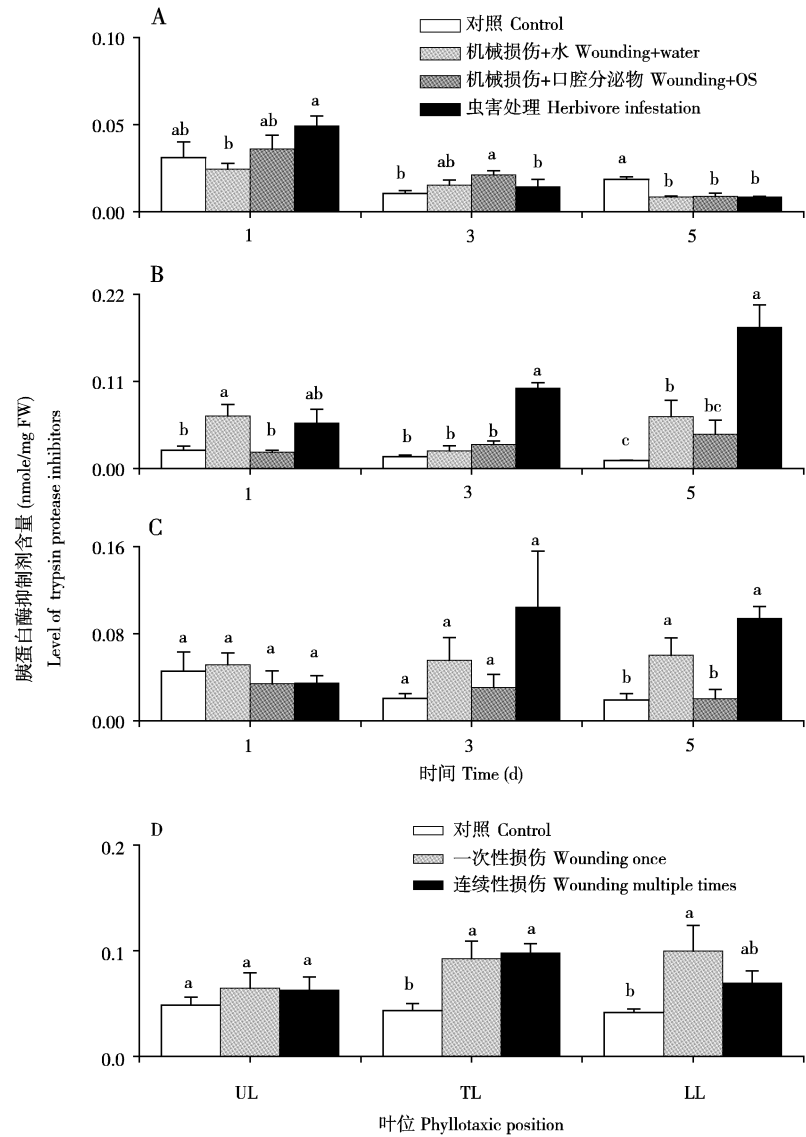 A
对照 Control
0.10
机械损伤+水 Wounding+water
机械损伤+口腔分泌物 Wounding+OS
虫害处理 Herbivore infestation
0.05
ab b ab a
b ab a b
a b b b
0.00
1 3 5
B
0.22
0.11
b a b ab
b b b a
c b bc a
0.00
1 3 5
C
0.16
0.08
a a a a
a a a a
b a b a
0.00
1 3 5
时间 Time (d)
胰蛋白酶抑制剂含量 (nmole/mg FW)
Level of trypsin protease inhibitors
D
对照 Control
一次性损伤 Wounding once
连续性损伤 Wounding multiple times
0.2
0.1
a a a
b a a
b a ab
0.0
UL TL LL
叶位 Phyllotaxic position